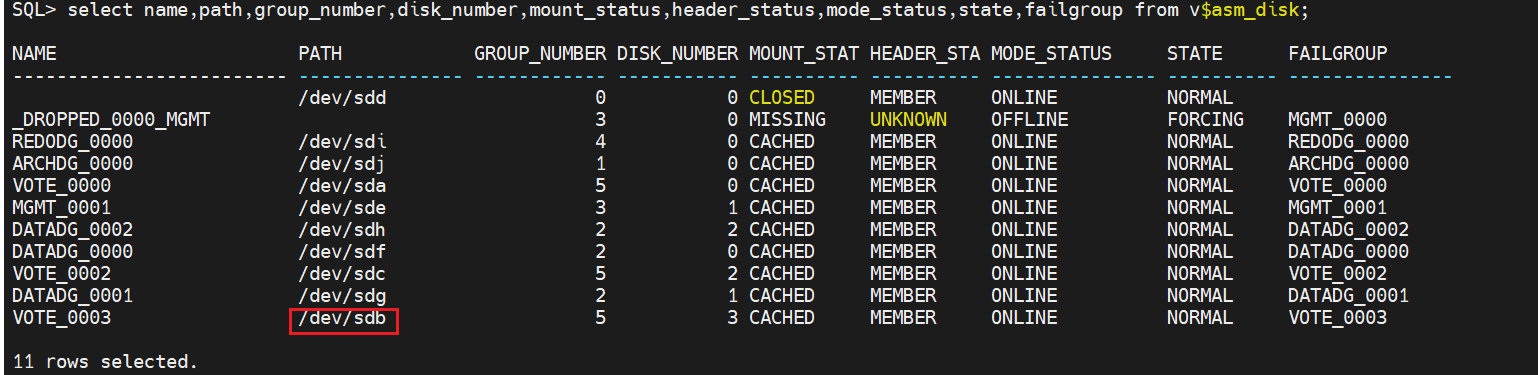 SQL> select name,path,group_number,disk_number,mount_status,header_status,mode_status,state,failgroup from v$asm_disk;
NAME PATH GROUP_NUMBER DISK_NUMBER MOUNT_STAT HEADER_STA MODE_STATUS STATE FAILGROUP
------------------------- --------------- ------------ ----------- ---------- ---------- --------------- ---------- ---------------
/dev/sdd 0 0 CLOSED MEMBER ONLINE NORMAL
_DROPPED_0000_MGMT 3 0 MISSING UNKNOWN OFFLINE FORCING MGMT_0000
REDODG_0000 /dev/sdi 4 0 CACHED MEMBER ONLINE NORMAL REDODG_0000
ARCHDG_0000 /dev/sdj 1 0 CACHED MEMBER ONLINE NORMAL ARCHDG_0000
VOTE_0000 /dev/sda 5 0 CACHED MEMBER ONLINE NORMAL VOTE_0000
MGMT_0001 /dev/sde 3 1 CACHED MEMBER ONLINE NORMAL MGMT_0001
DATADG_0002 /dev/sdh 2 2 CACHED MEMBER ONLINE NORMAL DATADG_0002
DATADG_0000 /dev/sdf 2 0 CACHED MEMBER ONLINE NORMAL DATADG_0000
VOTE_0002 /dev/sdc 5 2 CACHED MEMBER ONLINE NORMAL VOTE_0002
DATADG_0001 /dev/sdg 2 1 CACHED MEMBER ONLINE NORMAL DATADG_0001
VOTE_0003 /dev/sdb 5 3 CACHED MEMBER ONLINE NORMAL VOTE_0003
11 rows selected.